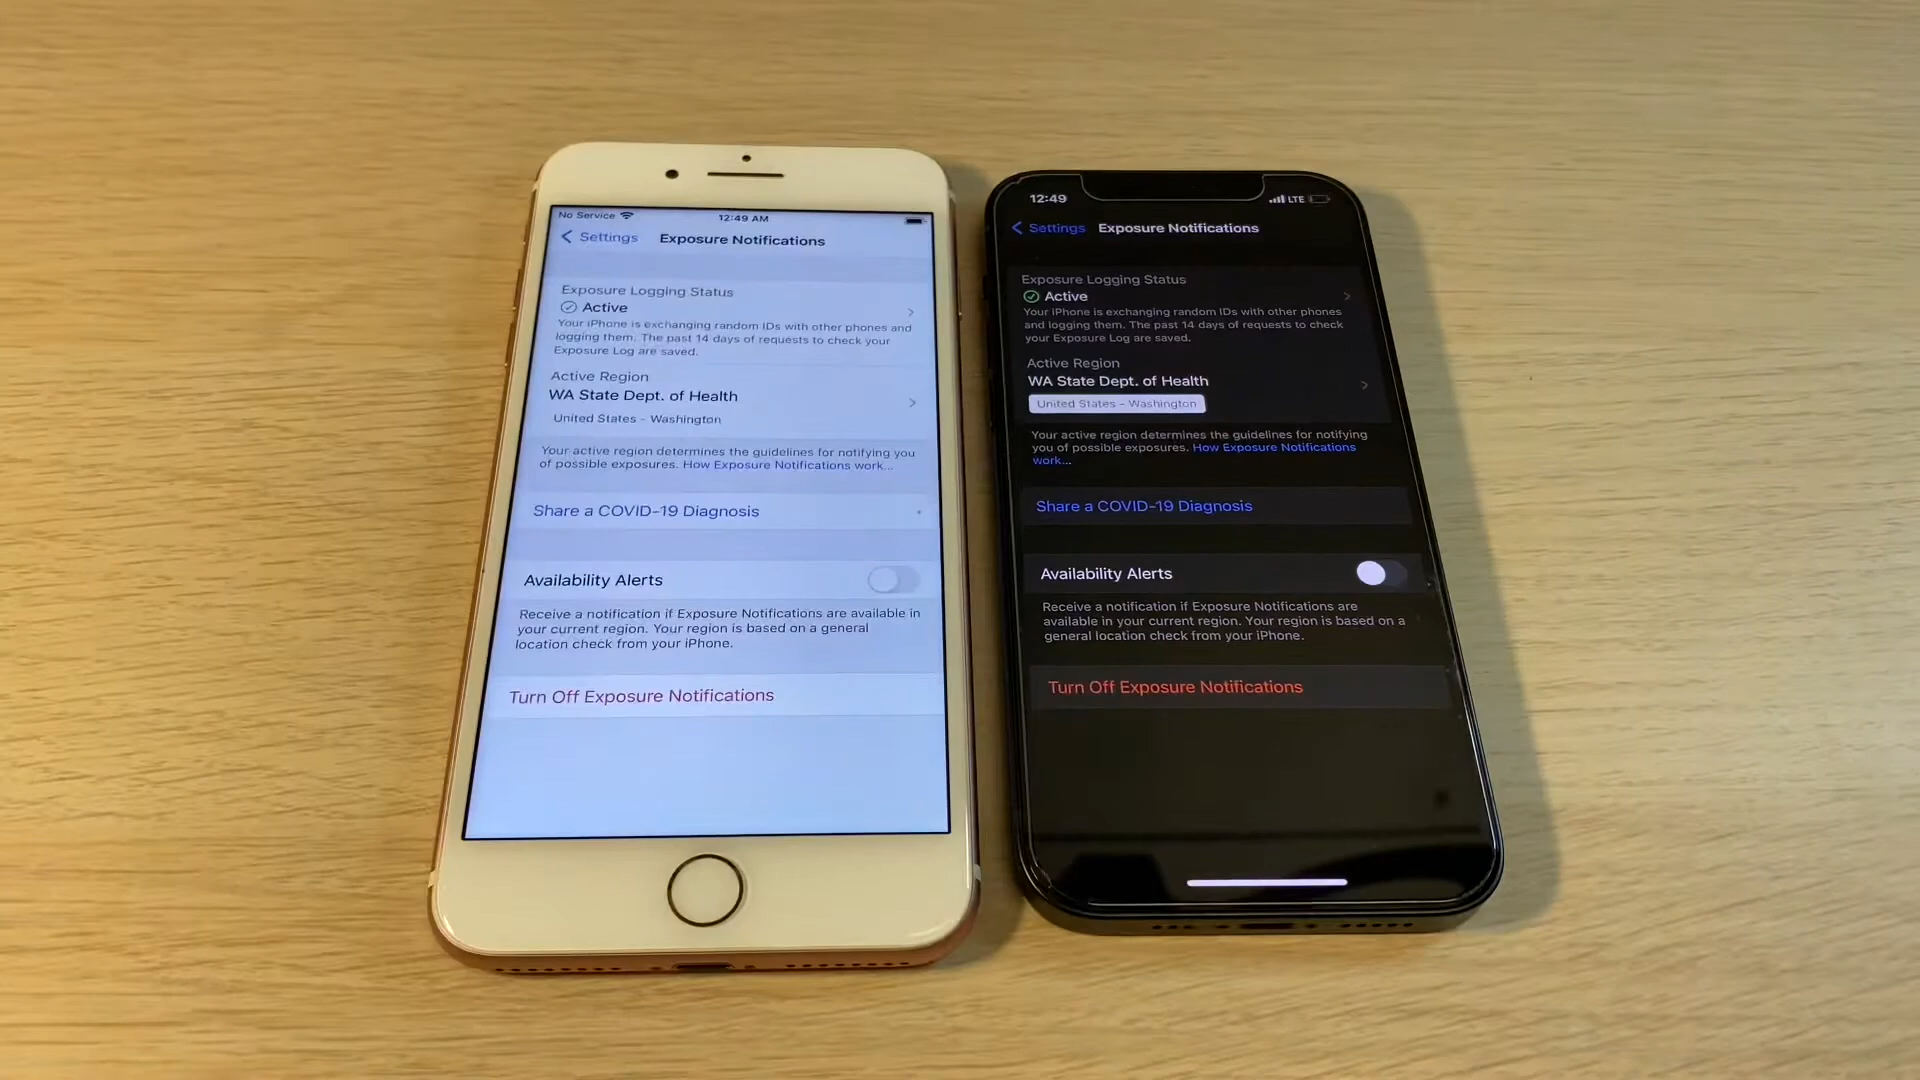 No Service
12:49 AM
Settings
Exposure Notifications
Exposure Logging Status
Active
Your iPhone is exchanging random IDs with other phones
and logging them. The past 14 days of requests to check
your Exposure Log are saved.
Active Region
WA State Dept. of Health
United States - Washington
Your active region determines the guidelines for notifying you
of possible exposures. How Exposure Notifications work...
Share a COVID-19 Diagnosis
Availability Alerts
Receive a notification if Exposure Notifications are available in
your current region. Your region is based on a general
location check from your iPhone.
Turn Off Exposure Notifications
12:49
LTE
Settings
Exposure Notifications
Exposure Logging Status
Active
Your iPhone is exchanging random IDs with other phones
and logging them. The past 14 days of requests to check
your Exposure Log are saved.
Active Region
WA State Dept. of Health
United States - Washington
Your active region determines the guidelines for notifying
you of possible exposures. How Exposure Notifications
work...
Share a COVID-19 Diagnosis
Availability Alerts
Receive a notification if Exposure Notifications are
available in your current region. Your region is based on a
general location check from your iPhone.
Turn Off Exposure Notifications